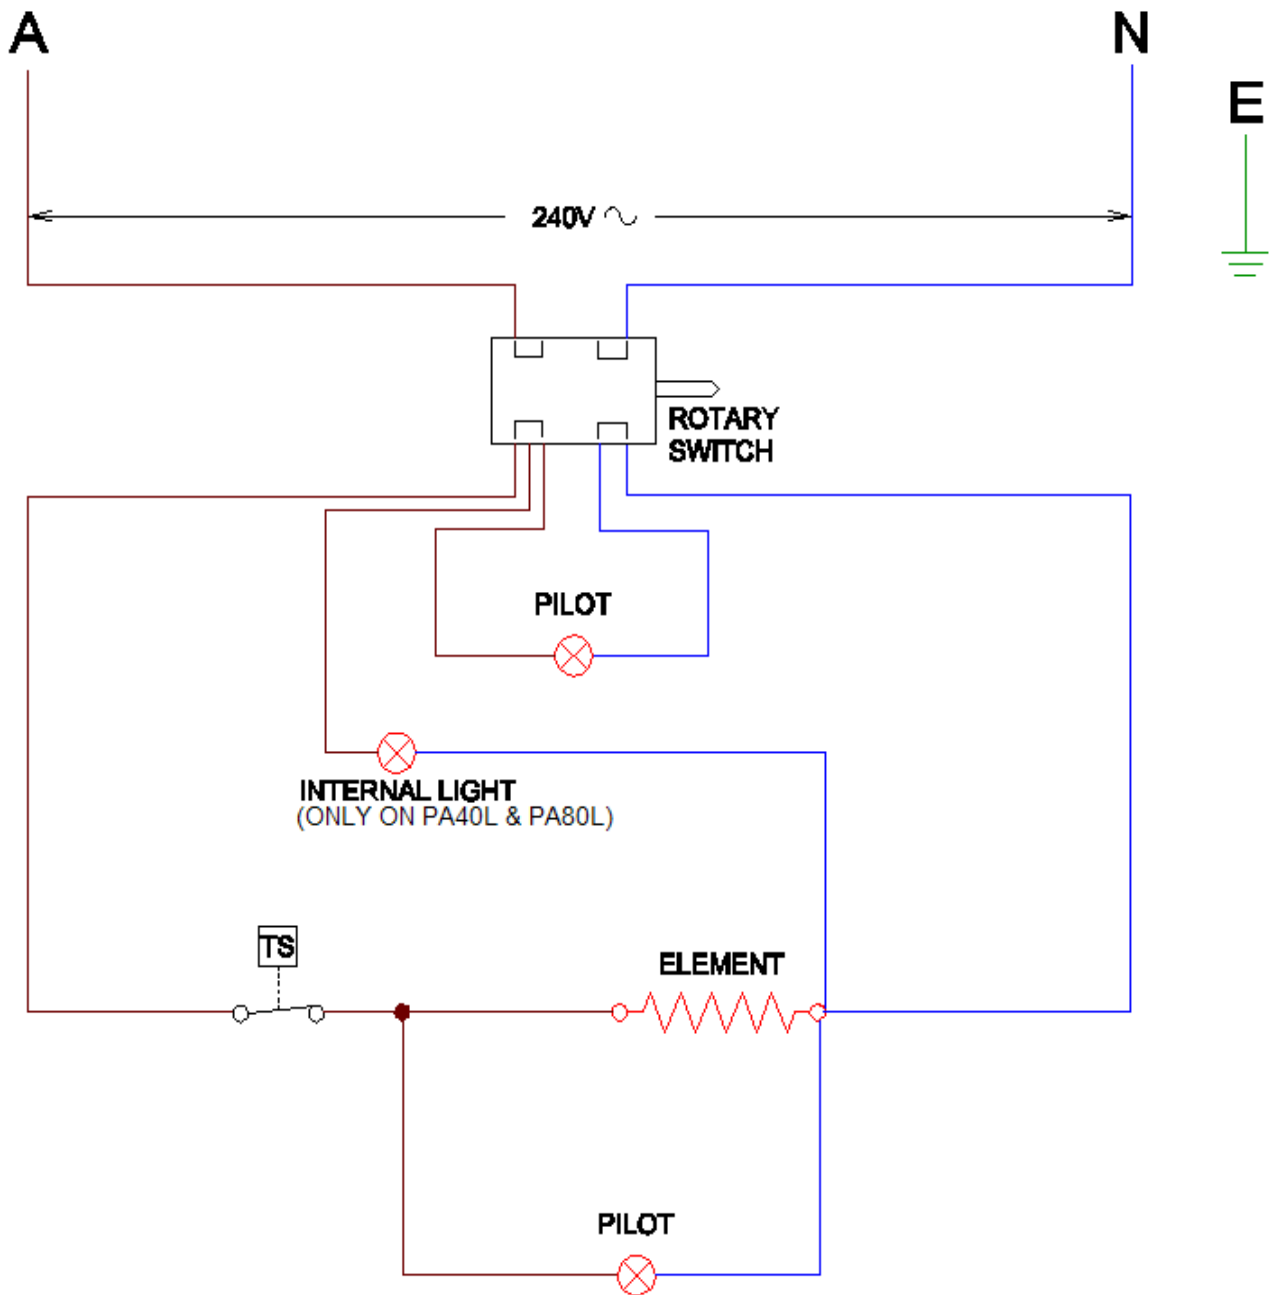 A
N
E
240V
ROTARY
SWITCH
PILOT
INTERNAL LIGHT
(ONLY ON PA40L & PA80L)
TS
ELEMENT
PILOT